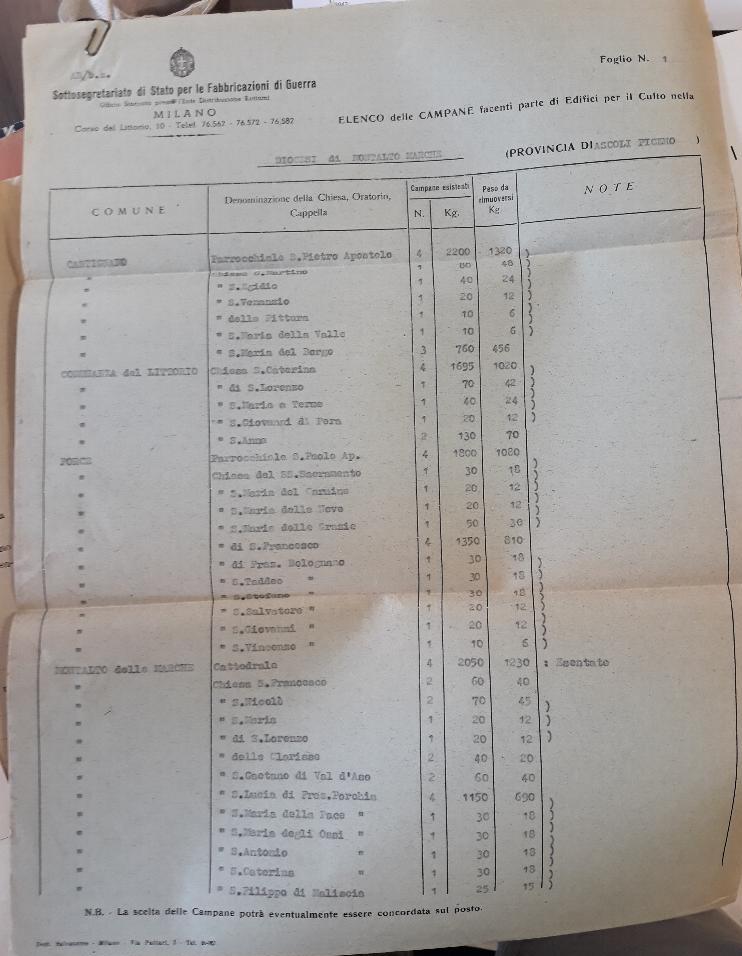 Foglio N. 1
Sottosegretariato di Stato per le Fabbricazioni di Guerra
MILANO
Corso del Littorio, 10 - Telef. 76.562 - 76.572 - 76.582
ELENCO delle CAMPANE facenti parte di Edifici per il Culto nella
DIOCESI di MONTALTO MARCHE (PROVINCIA DI ASCOLI PICENO )
COMUNE Denominazione della Chiesa, Oratorio, Cappella Campane esistenti N. Kg. Peso da rimuoversi Kg. NOTE
CASTIGNANO Parrocchiale S.Pietro Apostolo 4 2200 1320 )
" Chiesa S.Martino 1 80 48 )
" " S.Egidio 1 40 24 )
" " S.Venanzio 1 20 12 )
" " della Pittura 1 10 6 )
" " S.Maria della Valle 1 10 6 )
" " S.Maria del Borgo 3 760 456
COSSIGNANO del LITTORIO Chiesa S.Caterina 4 1695 1020 )
" " di S.Lorenzo 1 70 42 )
" " S.Maria a Terme 1 40 24 )
" " S.Giovanni di Pora 1 20 12 )
" " S.Anna 2 130 70
FORCE Parrocchiale S.Paolo Ap. 4 1800 1080
" Chiesa del SS.Sacramento 1 30 18 )
" " S.Maria del Carmine 1 20 12 )
" " S.Maria delle Neve 1 20 12 )
" " S.Maria delle Grazie 1 50 30 )
" " di S.Francesco 4 1350 810
" " di Fraz. Bolognano 1 30 18 )
" " S.Taddeo " 1 30 18 )
" " S.Stefano " 1 30 18 )
" " S.Salvatore " 1 20 12 )
" " S.Giovanni " 1 20 12 )
" " S.Vincenzo " 1 10 6 )
MONTALTO delle MARCHE Cattedrale 4 2050 1230 : Esentato
" Chiesa S.Francesco 2 60 40
" " S.Nicolà 2 70 45 )
" " S.Maria 1 20 12 )
" " di S.Lorenzo 1 20 12 )
" " delle Clarisse 2 40 20
" " S.Gaetano di Val d'Aso 2 60 40
" " S.Lucia di Fraz.Porchia 4 1150 690
" " S.Maria della Pace " 1 30 18 )
" " S.Maria degli Ossi " 1 30 18 )
" " S.Antonio " 1 30 18 )
" " S.Caterina " 1 30 18 )
" " S.Filippo di 1 25 15 )
N.B. - La scelta delle Campane potrà eventualmente essere concordata sul posto.